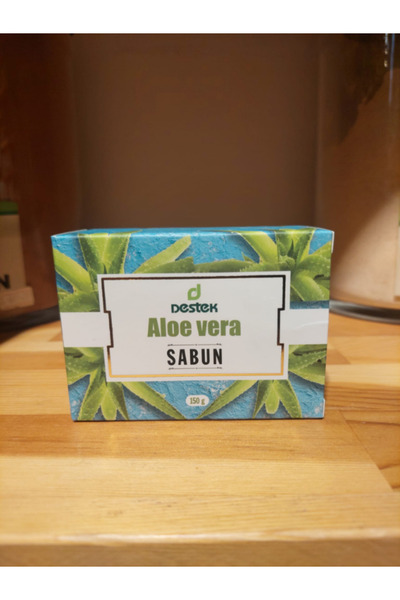 DESTEK
Aloe vera
SABUN
150 g
N